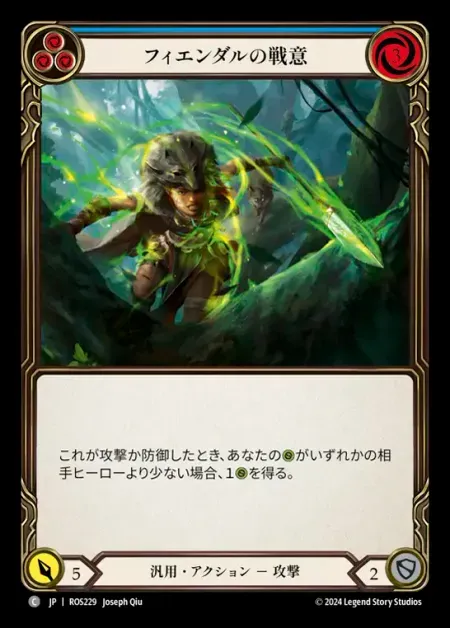 フィエンダルの戦意
3
これが攻撃か防御したとき、あなたのがいずれかの相
手ヒーローより少ない場合、1を得る。
5
汎用・アクション － 攻撃
2
C JP | ROS229 Joseph Qiu
© 2024 Legend Story Studios